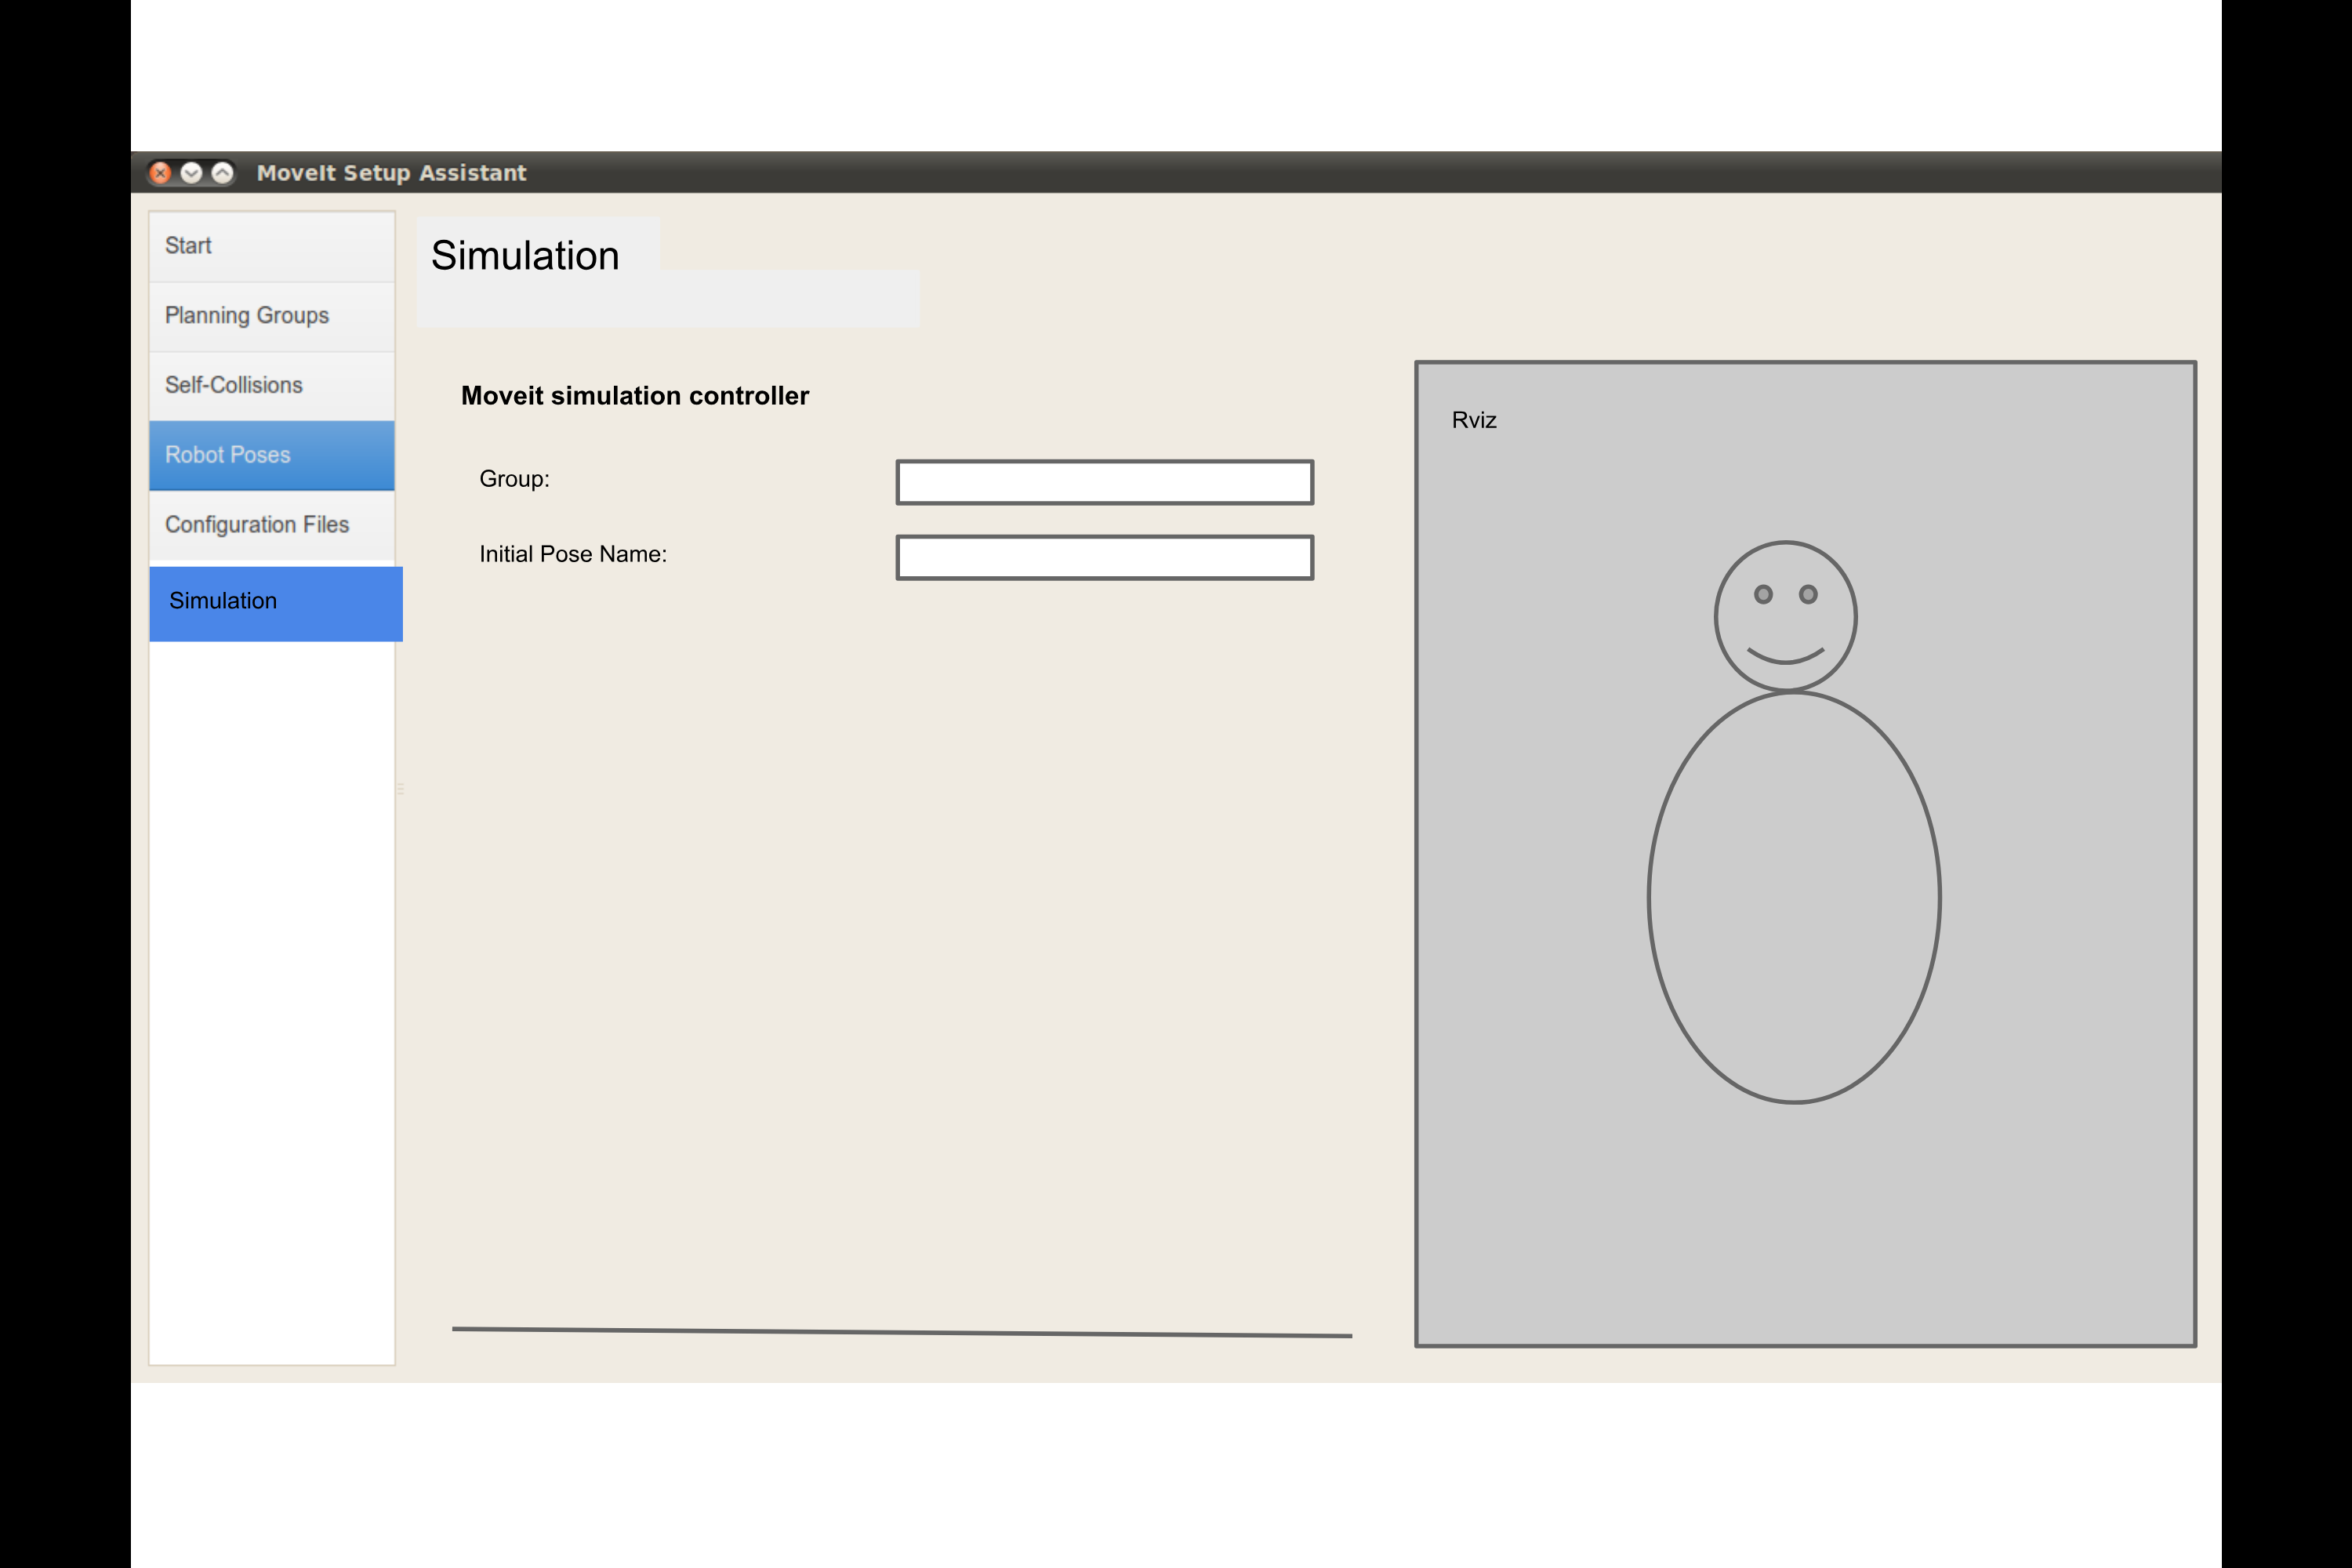 MoveIt Setup Assistant
Start
Planning Groups
Self-Collisions
Robot Poses
Configuration Files
Simulation
Simulation
Moveit simulation controller
Group:
Initial Pose Name:
Rviz